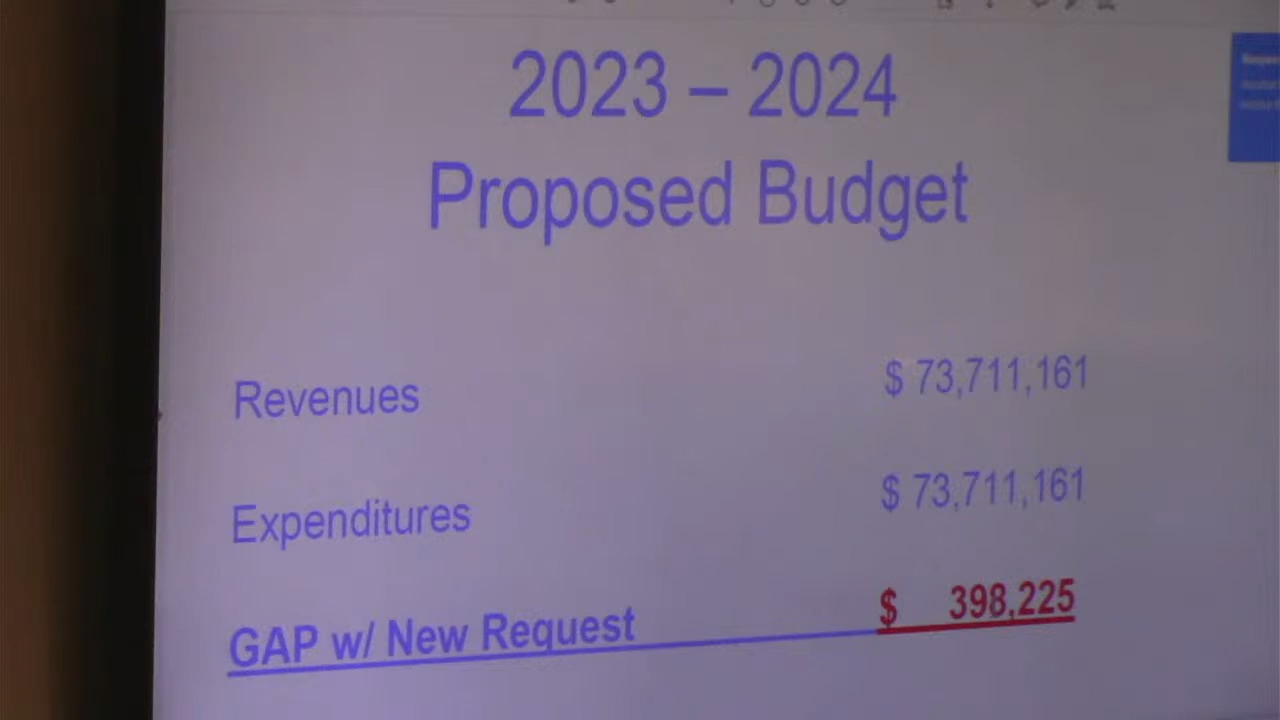 2023 – 2024
Proposed Budget
Revenues $ 73,711,161
Expenditures $ 73,711,161
GAP w/ New Request $ 398,225